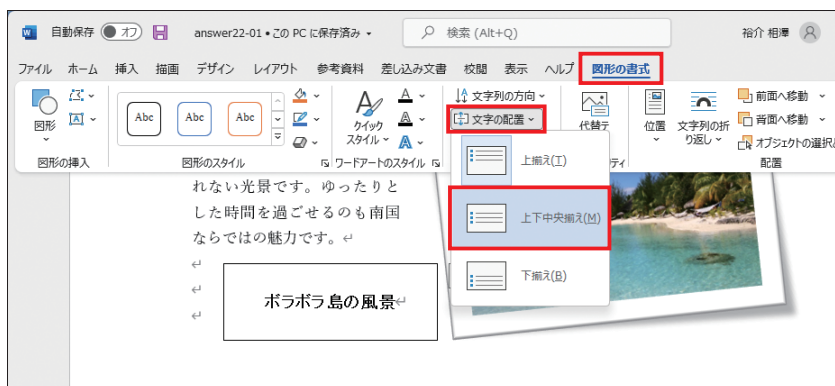 自動保存 オフ answer22-01 • この PC に保存済み 検索 (Alt+Q) 裕介 相澤
ファイル ホーム 挿入 描画 デザイン レイアウト 参考資料 差し込み文書 校閲 表示 ヘルプ 図形の書式
図形
図形の挿入
Abc Abc Abc
図形のスタイル
クイック
スタイル
ワードアートのスタイル
文字列の方向
文字の配置
代替テ
ティ
位置
文字列の折
り返し
前面へ移動
背面へ移動
オブジェクトの選択
配置
上揃え(T)
上下中央揃え(M)
下揃え(B)
れない光景です。ゆったりと
した時間を過ごせるのも南国
ならではの魅力です。
ボラボラ島の風景